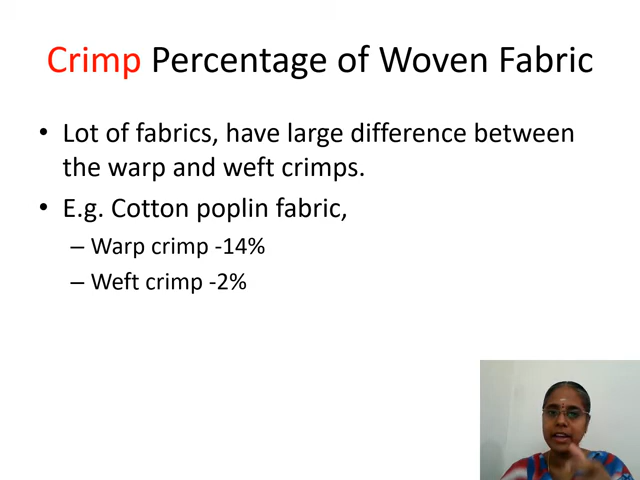 Crimp Percentage of Woven Fabric
• Lot of fabrics, have large difference between
the warp and weft crimps.
• E.g. Cotton poplin fabric,
– Warp crimp -14%
– Weft crimp -2%